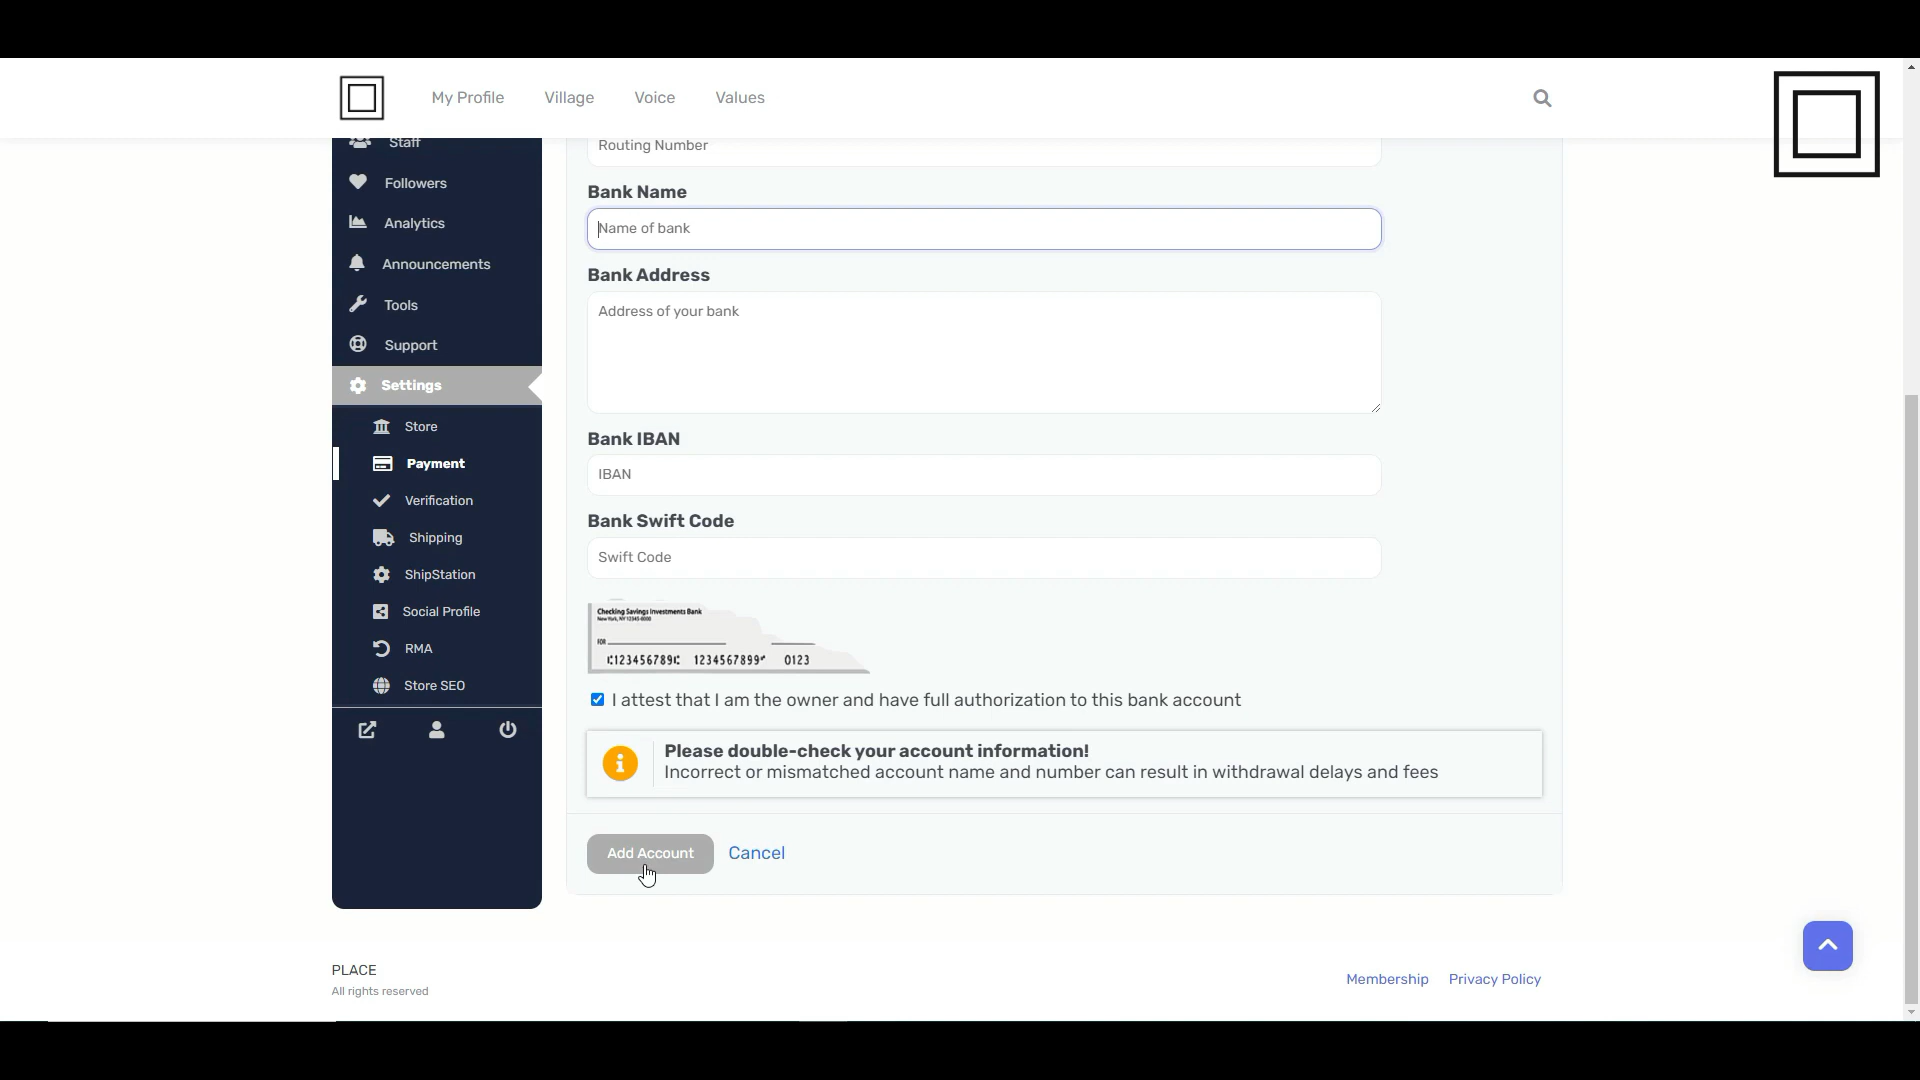 My Profile
Village
Voice
Values
Staff
Followers
Analytics
Announcements
Tools
Support
Settings
Store
Payment
Verification
Shipping
ShipStation
Social Profile
RMA
Store SEO
Routing Number
Bank Name
Name of bank
Bank Address
Address of your bank
Bank IBAN
IBAN
Bank Swift Code
Swift Code
Checking Savings Investments Bank
New York, NY 12345-6000
FOR
⑆123456789⑆ 1234567899⑈ 0123
I attest that I am the owner and have full authorization to this bank account
Please double-check your account information!
Incorrect or mismatched account name and number can result in withdrawal delays and fees
Add Account
Cancel
PLACE
All rights reserved
Membership
Privacy Policy